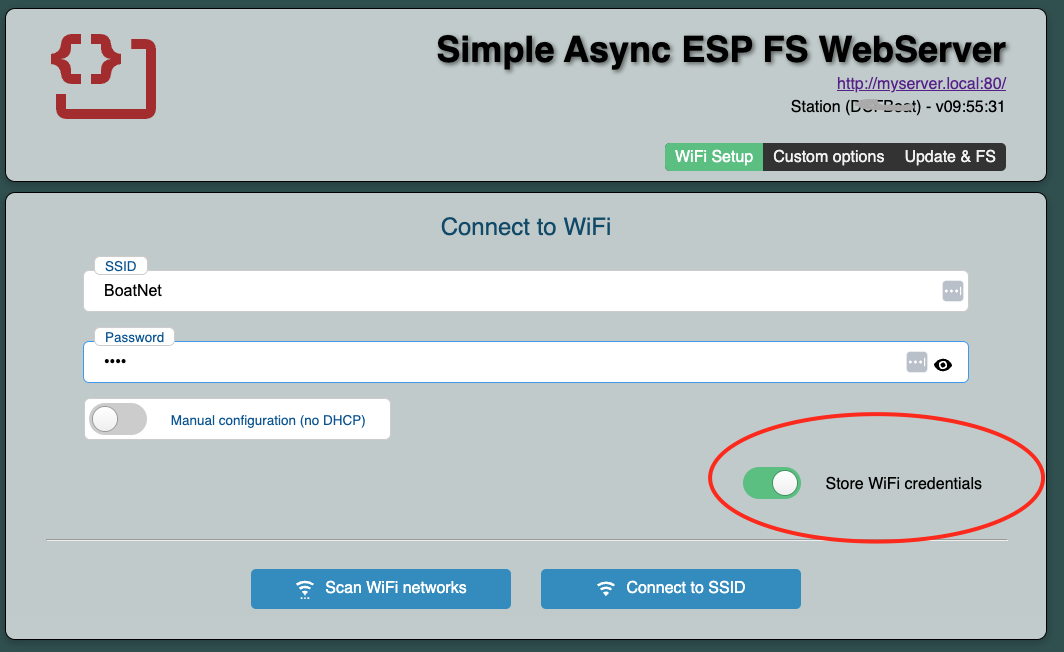 Simple Async ESP FS WebServer
http://myserver.local:80/
Station () - v09:55:31
WiFi Setup Custom options Update & FS
Connect to WiFi
SSID
BoatNet
Password
••••
Manual configuration (no DHCP)
Store WiFi credentials
Scan WiFi networks Connect to SSID